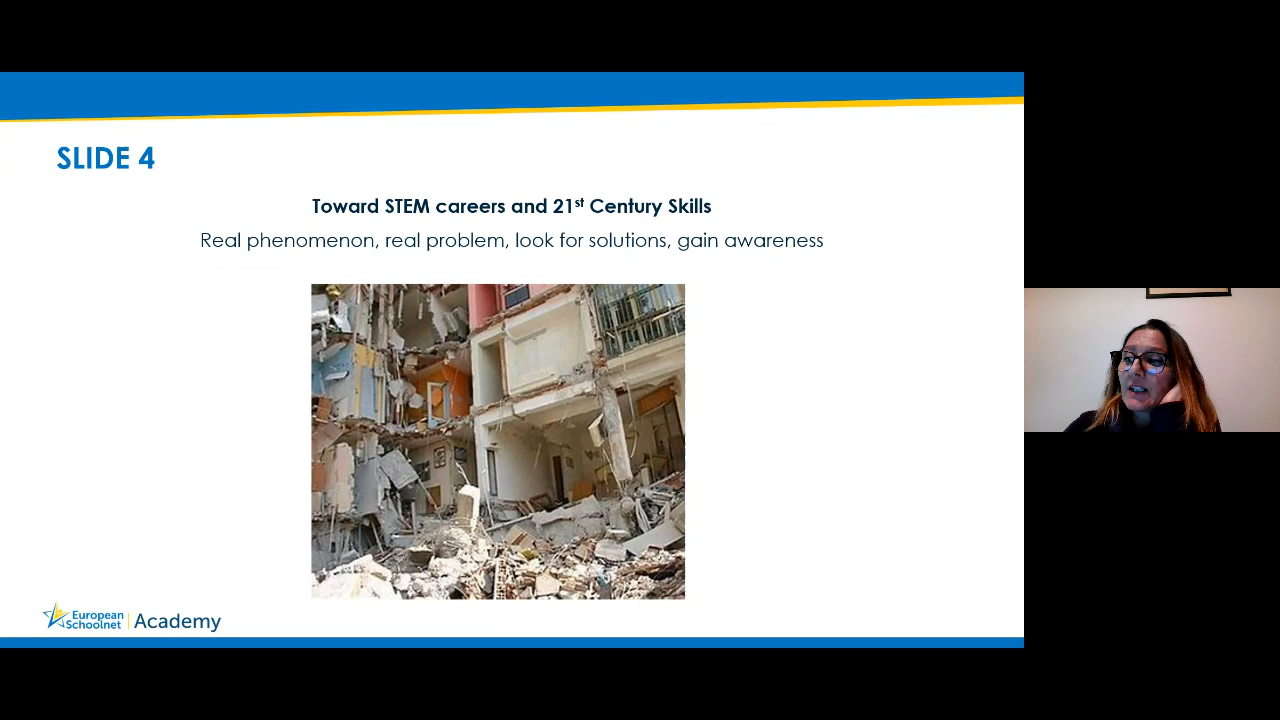 SLIDE 4
Toward STEM careers and 21st Century Skills
Real phenomenon, real problem, look for solutions, gain awareness
European
Schoolnet
Academy